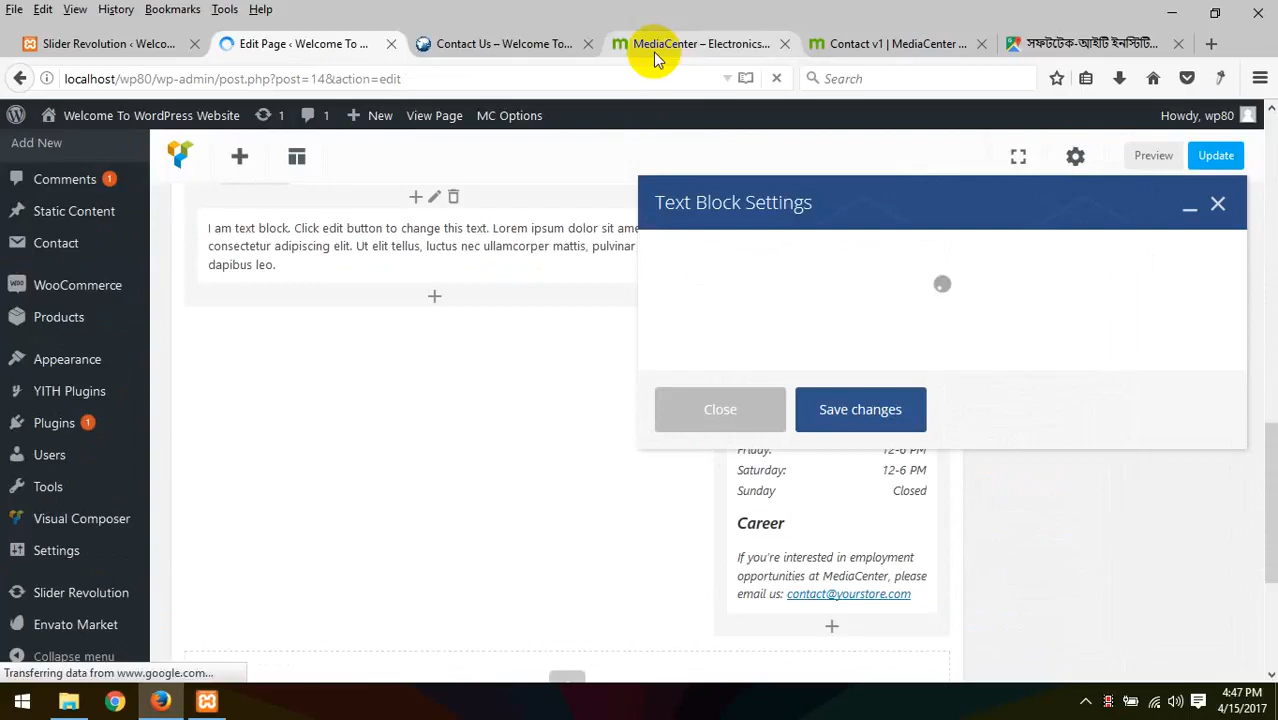 File Edit View History Bookmarks Tools Help
Slider Revolution ‹ Welco...
Edit Page ‹ Welcome To T...
Contact Us – Welcome To...
MediaCenter – Electronics...
Contact v1 | MediaCenter ...
সফটটেক-আইটি ইনস্টিটি...
localhost/wp80/wp-admin/post.php?post=14&action=edit
Search
Welcome To WordPress Website 1 1 New View Page MC Options Howdy, wp80
Add New
Comments 1
Static Content
Contact
WooCommerce
Products
Appearance
YITH Plugins
Plugins 1
Users
Tools
Visual Composer
Settings
Slider Revolution
Envato Market
Collapse menu
Preview Update
I am text block. Click edit button to change this text. Lorem ipsum dolor sit ame
consectetur adipiscing elit. Ut elit tellus, luctus nec ullamcorper mattis, pulvinar
dapibus leo.
Text Block Settings
Close Save changes
Friday: 12-6 PM
Saturday: 12-6 PM
Sunday Closed
Career
If you're interested in employment
opportunities at MediaCenter, please
email us: contact@yourstore.com
Transferring data from www.google.com...
4:47 PM
4/15/2017